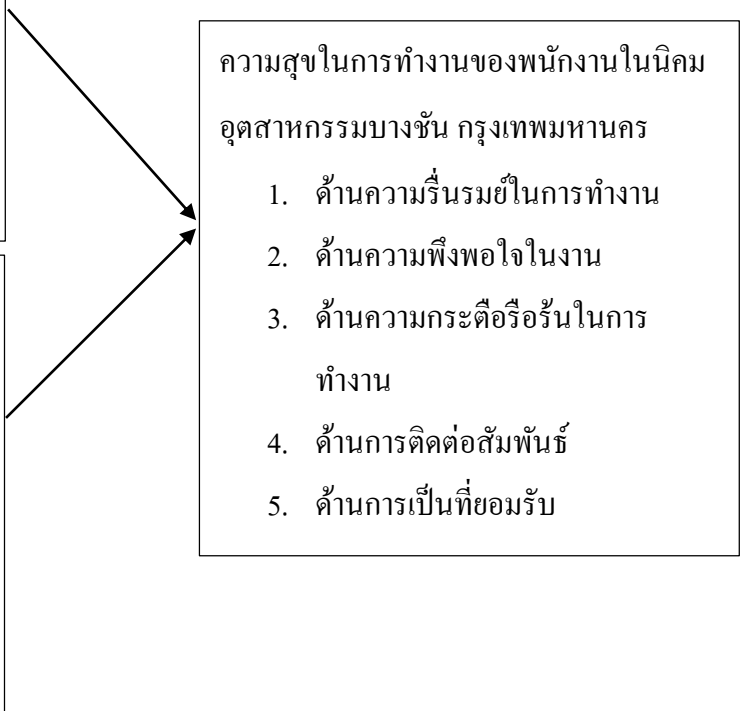 ความสุขในการทำงานของพนักงานในนิคม
อุตสาหกรรมบางชัน กรุงเทพมหานคร
1. ด้านความรื่นรมย์ในการทำงาน
2. ด้านความพึงพอใจในงาน
3. ด้านความกระตือรือร้นในการ
ทำงาน
4. ด้านการติดต่อสัมพันธ์
5. ด้านการเป็นที่ยอมรับ